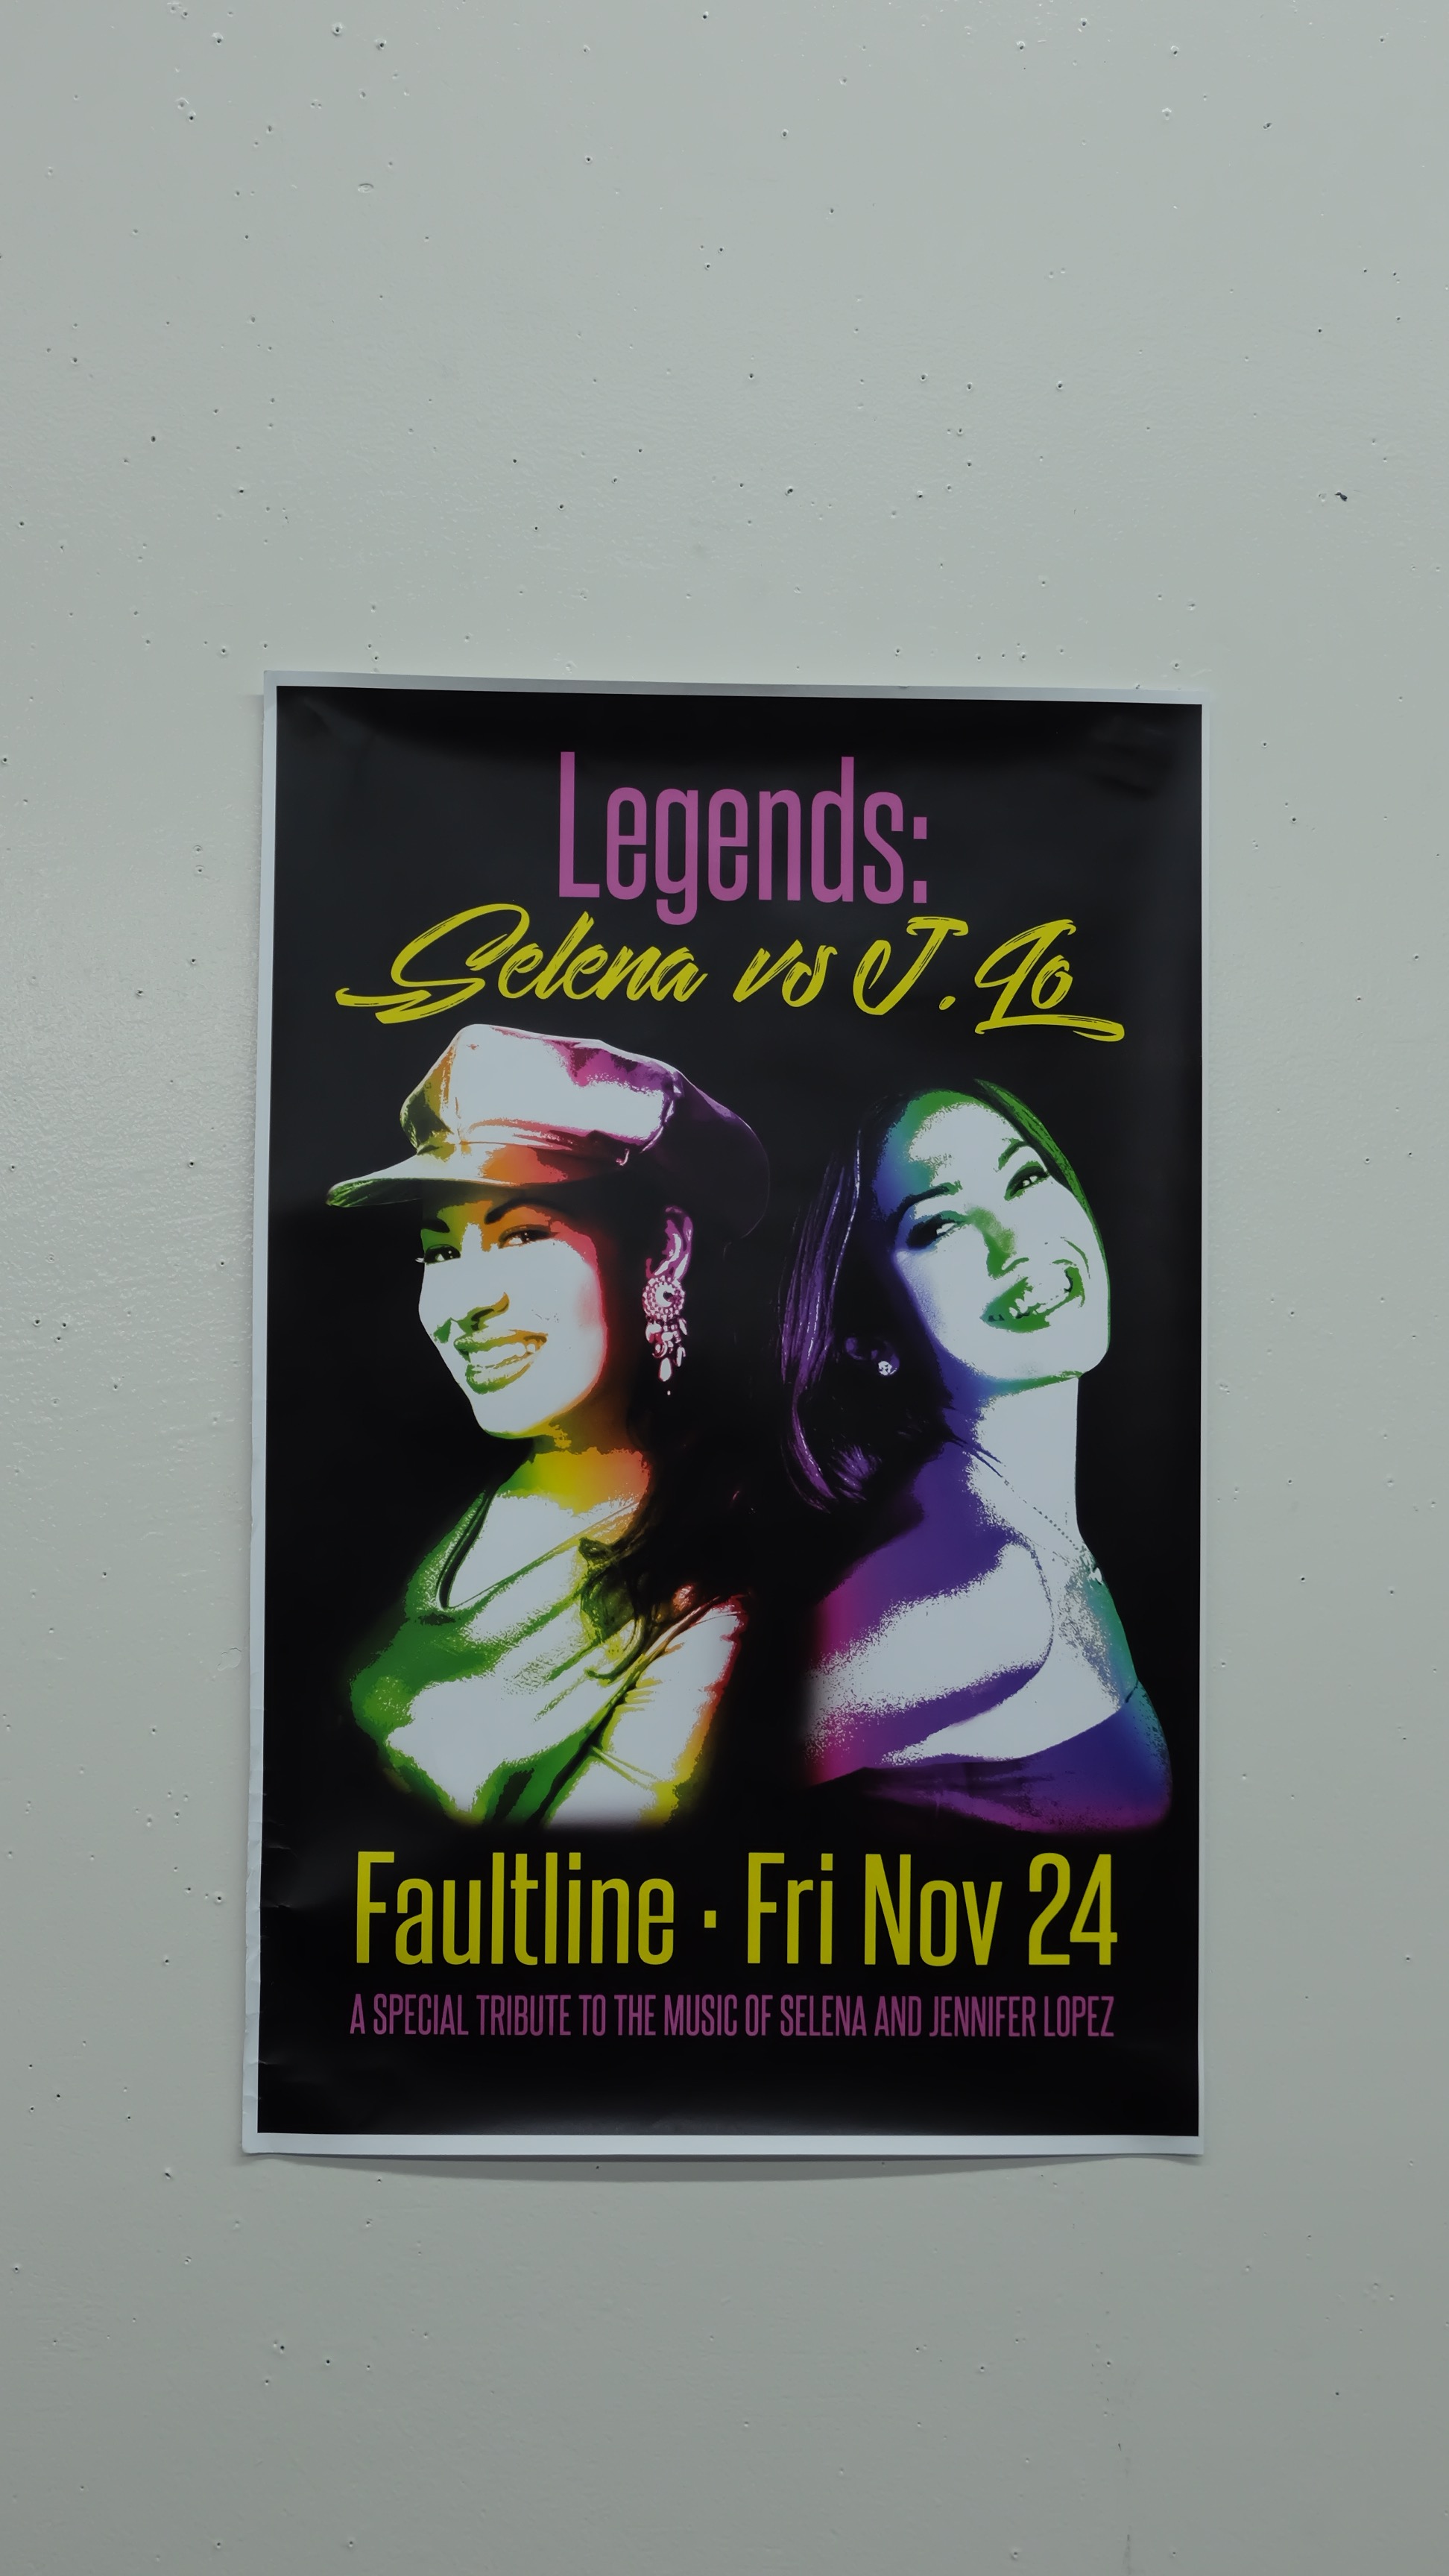 Legends:
Selena vs J. Lo
Faultline · Fri Nov 24
A SPECIAL TRIBUTE TO THE MUSIC OF SELENA AND JENNIFER LOPEZ